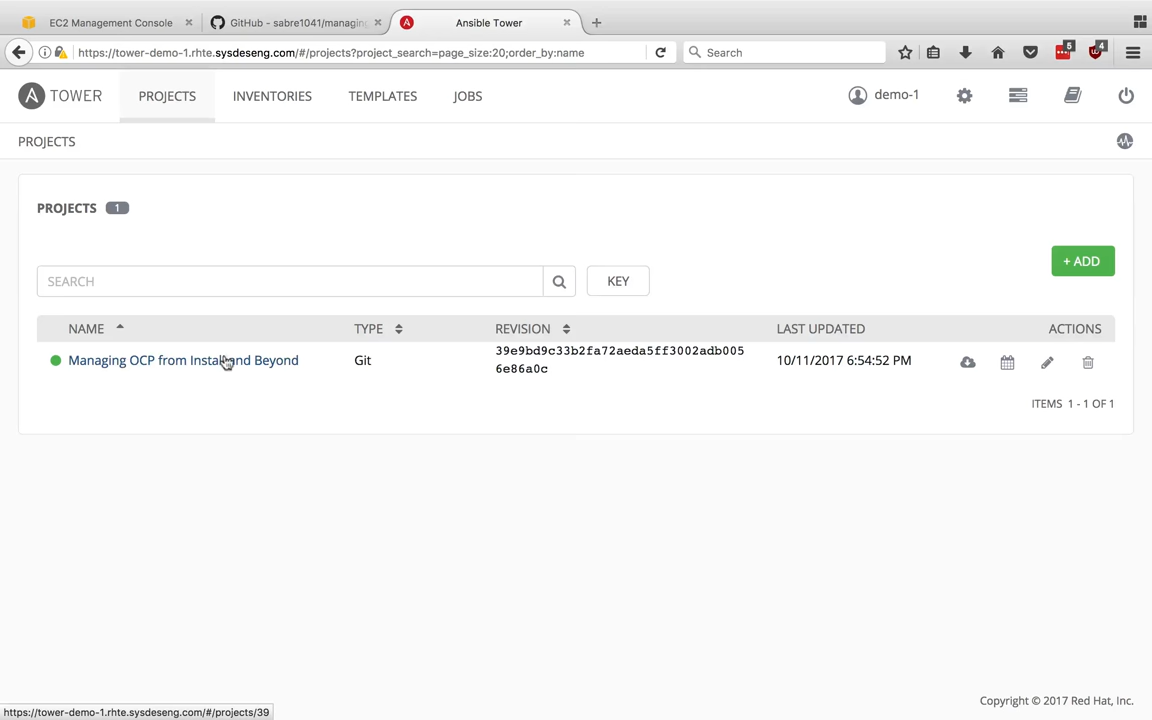 EC2 Management Console
GitHub - sabre1041/managing
Ansible Tower
https://tower-demo-1.rhte.sysdeseng.com/#/projects?project_search=page_size:20;order_by:name
Search
6
4
A TOWER
PROJECTS
INVENTORIES
TEMPLATES
JOBS
demo-1
PROJECTS
PROJECTS 1
+ ADD
SEARCH
KEY
NAME
TYPE
REVISION
LAST UPDATED
ACTIONS
Managing OCP from Install and Beyond
Git
39e9bd9c33b2fa72aeda5ff3002adb005
6e86a0c
10/11/2017 6:54:52 PM
ITEMS 1 - 1 OF 1
Copyright © 2017 Red Hat, Inc.
https://tower-demo-1.rhte.sysdeseng.com/#/projects/39